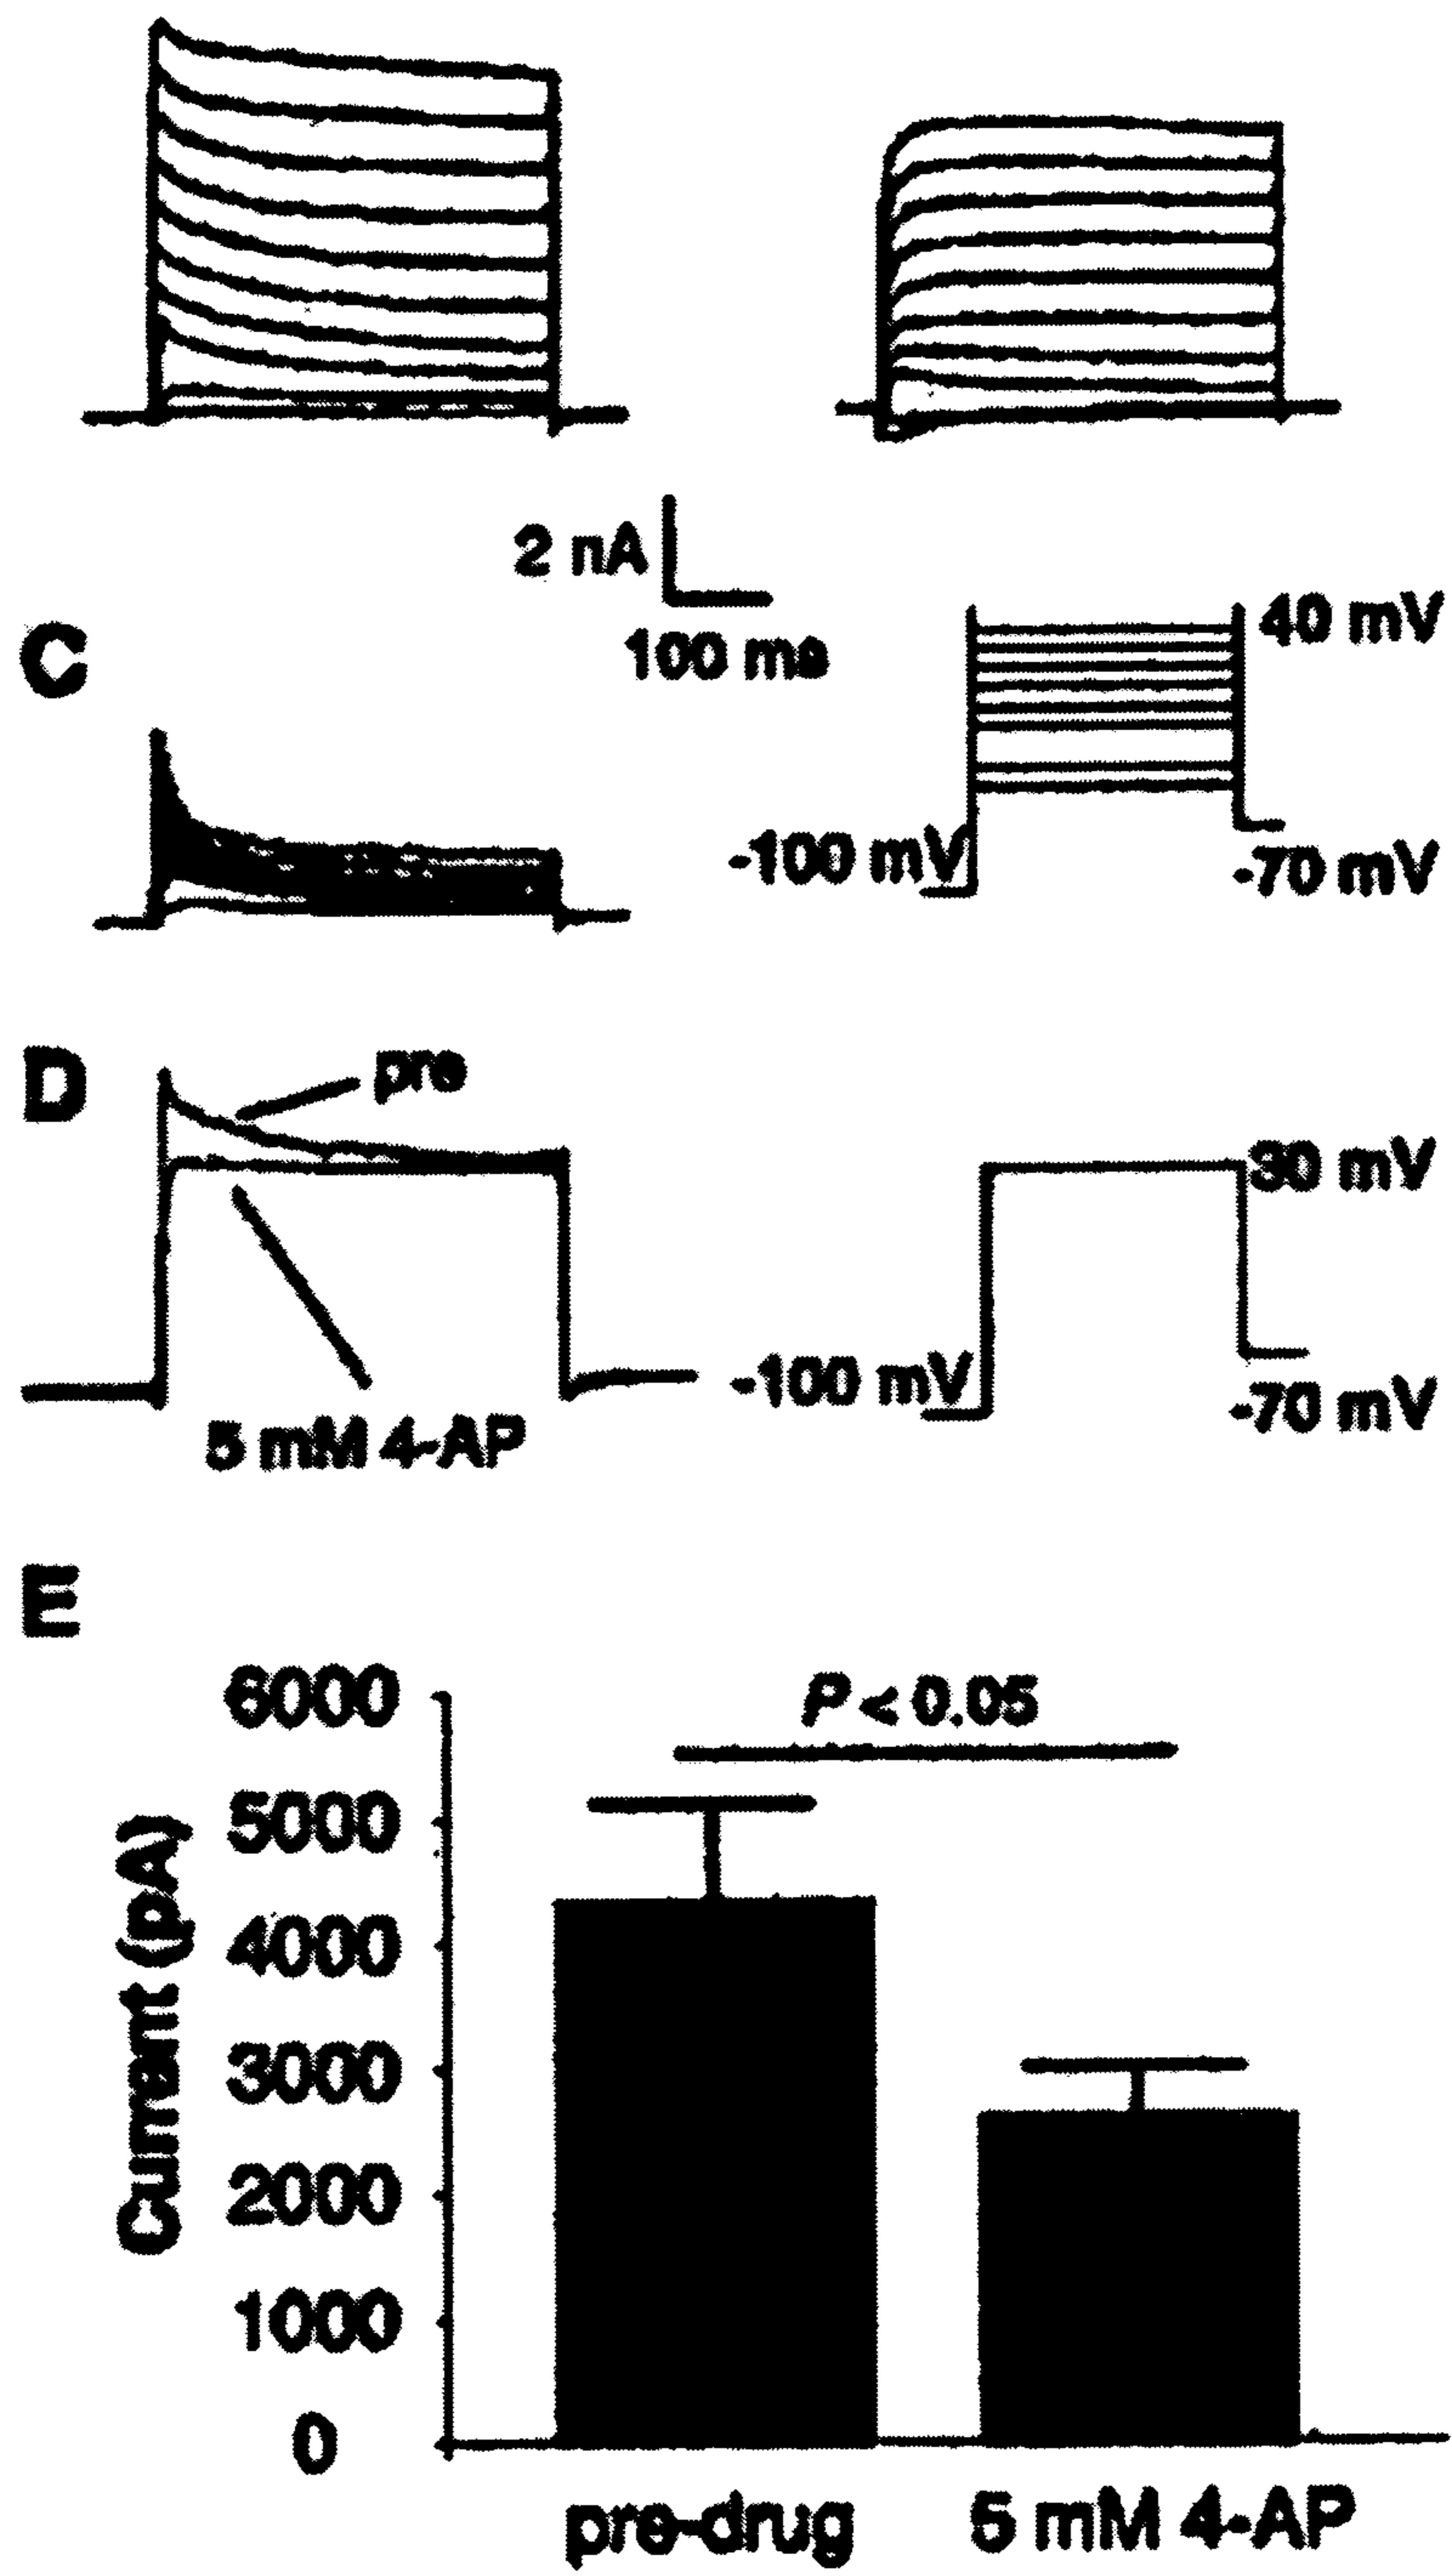 2 nA
100 ms
C
40 mV
-100 mV
-70 mV
D
pre
30 mV
-100 mV
-70 mV
5 mM 4-AP
E
6000
P < 0.05
5000
4000
3000
2000
1000
0
Current (pA)
pre-drug
5 mM 4-AP